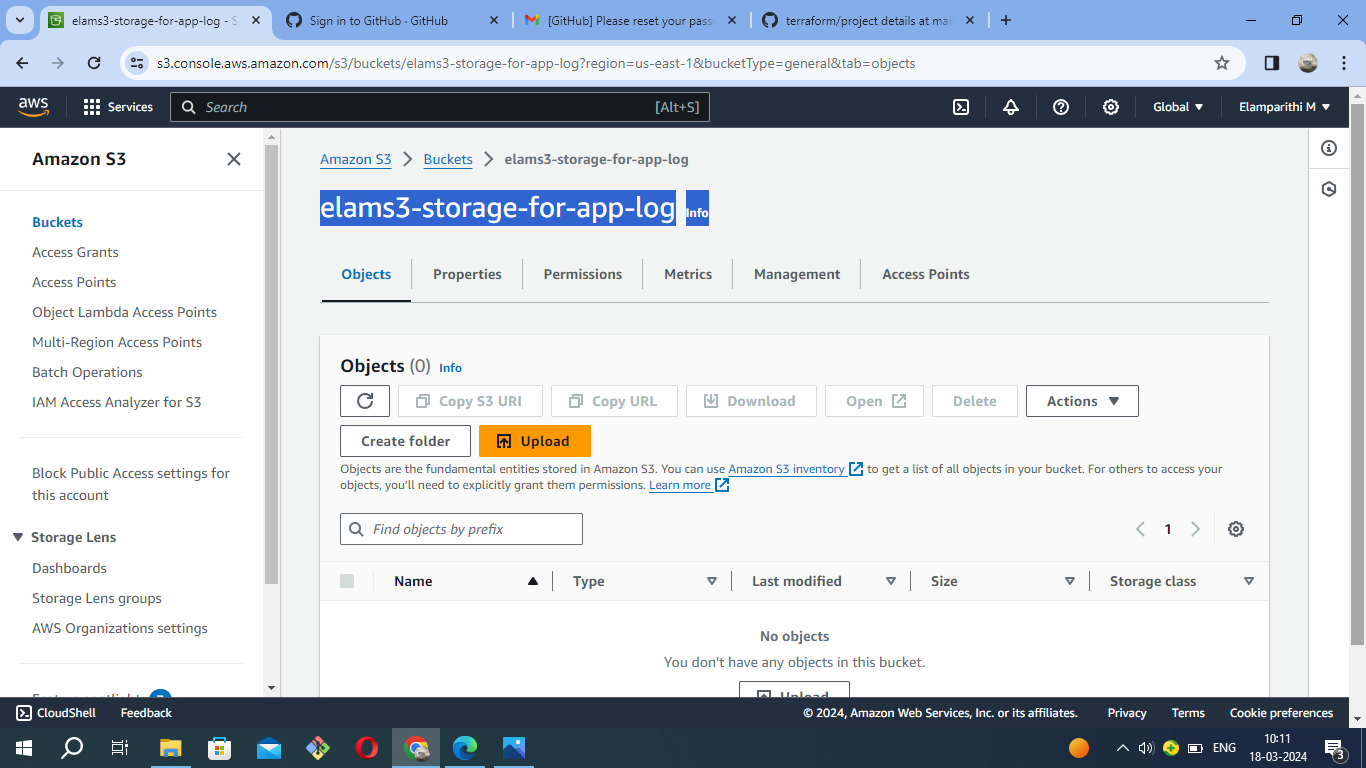 elams3-storage-for-app-log - S
Sign in to GitHub · GitHub
[GitHub] Please reset your pass
terraform/project details at mai
s3.console.aws.amazon.com/s3/buckets/elams3-storage-for-app-log?region=us-east-1&bucketType=general&tab=objects
aws
Services
Search
[Alt+S]
Global
Elamparithi M
Amazon S3
Buckets
Access Grants
Access Points
Object Lambda Access Points
Multi-Region Access Points
Batch Operations
IAM Access Analyzer for S3
Block Public Access settings for
this account
Storage Lens
Dashboards
Storage Lens groups
AWS Organizations settings
Amazon S3 > Buckets > elams3-storage-for-app-log
elams3-storage-for-app-log Info
Objects
Properties
Permissions
Metrics
Management
Access Points
Objects (0) Info
Copy S3 URI
Copy URL
Download
Open
Delete
Actions
Create folder
Upload
Objects are the fundamental entities stored in Amazon S3. You can use Amazon S3 inventory to get a list of all objects in your bucket. For others to access your
objects, you'll need to explicitly grant them permissions. Learn more
Find objects by prefix
1
Name
Type
Last modified
Size
Storage class
No objects
You don't have any objects in this bucket.
Upload
CloudShell
Feedback
© 2024, Amazon Web Services, Inc. or its affiliates.
Privacy
Terms
Cookie preferences
ENG
10:11
18-03-2024
3